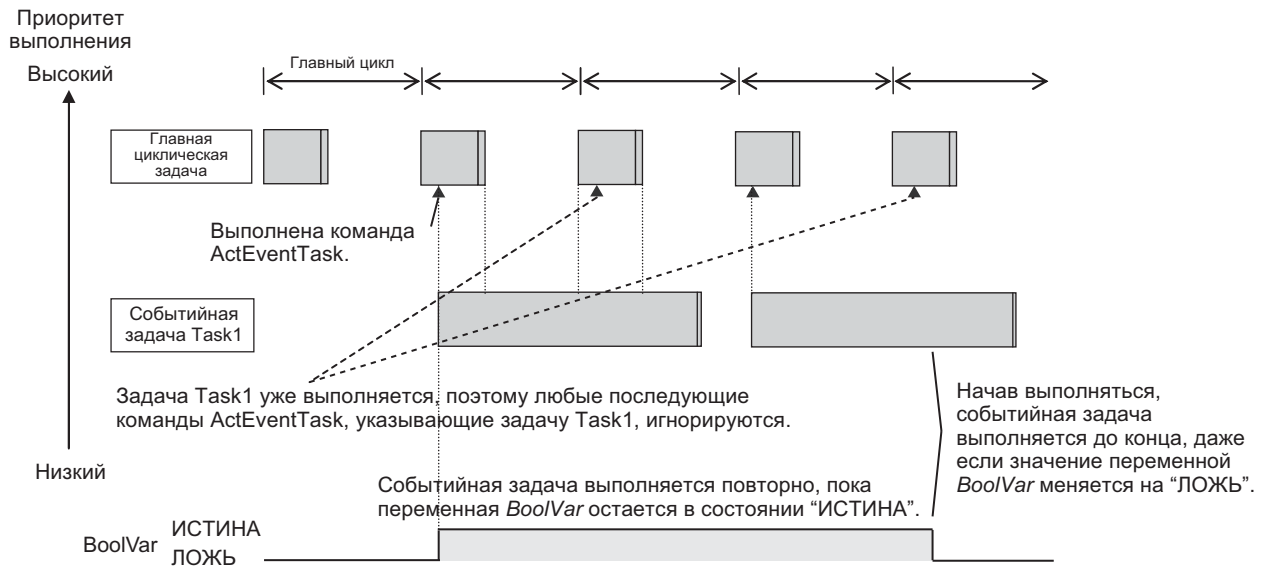 Приоритет
выполнения
Высокий
Главный цикл
Главная
циклическая
задача
Выполнена команда
ActEventTask.
Событийная
задача Task1
Задача Task1 уже выполняется, поэтому любые последующие
команды ActEventTask, указывающие задачу Task1, игнорируются.
Начав выполняться,
событийная задача
выполняется до конца, даже
если значение переменной
BoolVar меняется на “ЛОЖЬ”.
Низкий
Событийная задача выполняется повторно, пока
переменная BoolVar остается в состоянии “ИСТИНА”.
BoolVar
ИСТИНА
ЛОЖЬ